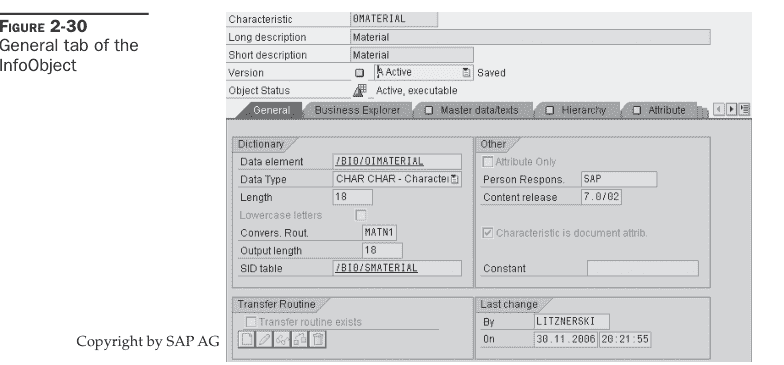 FIGURE 2-30
General tab of the
InfoObject
Characteristic 0MATERIAL
Long description Material
Short description Material
Version Active Saved
Object Status Active, executable
General Business Explorer Master data/texts Hierarchy Attribute
Dictionary
Data element /BI0/OIMATERIAL
Data Type CHAR CHAR - Character
Length 18
Lowercase letters
Convers. Rout. MATN1
Output length 18
SID table /BI0/SMATERIAL
Other
Attribute Only
Person Respons. SAP
Content release 7.0/02
Characteristic is document attrib.
Constant
Transfer Routine
Transfer routine exists
Last change
By LITZNERSKI
On 30.11.2006 20:21:55
Copyright by SAP AG